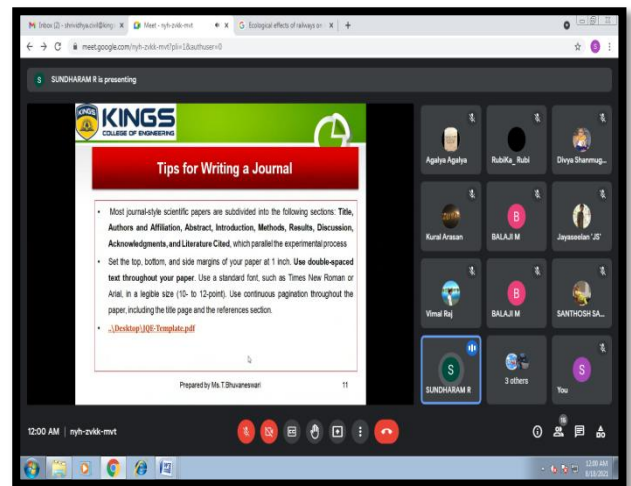 Meet - nyh-zvkk-mvt
Ecological effects of railways an
meet.google.com/nyh-zvkk-mvt?pli=1&authuser=0
S
S SUNDHARAM R is presenting
KINGS
KINGS
COLLEGE OF ENGINEERING
Tips for Writing a Journal
• Most journal-style scientific papers are subdivided into the following sections: Title,
Authors and Affiliation, Abstract, Introduction, Methods, Results, Discussion,
Acknowledgments, and Literature Cited, which parallel the experimental process
• Set the top, bottom, and side margins of your paper at 1 inch. Use double-spaced
text throughout your paper. Use a standard font, such as Times New Roman or
Arial, in a legible size (10- to 12-point). Use continuous pagination throughout the
paper, including the title page and the references section.
• ..\Desktop\JQE-Template.pdf
Prepared by Ms.T.Bhuvaneswari 11
Agalya Agalya
RubiKa_Rubi
Divya Shanmug...
Kural Arasan
B
BALAJI M
Jayaseelan 'JS'
Vimal Raj
B
BALAJI M
SANTHOSH SA...
S
SUNDHARAM R
3 others
S
You
12:00 AM | nyh-zvkk-mvt
12:00 AM